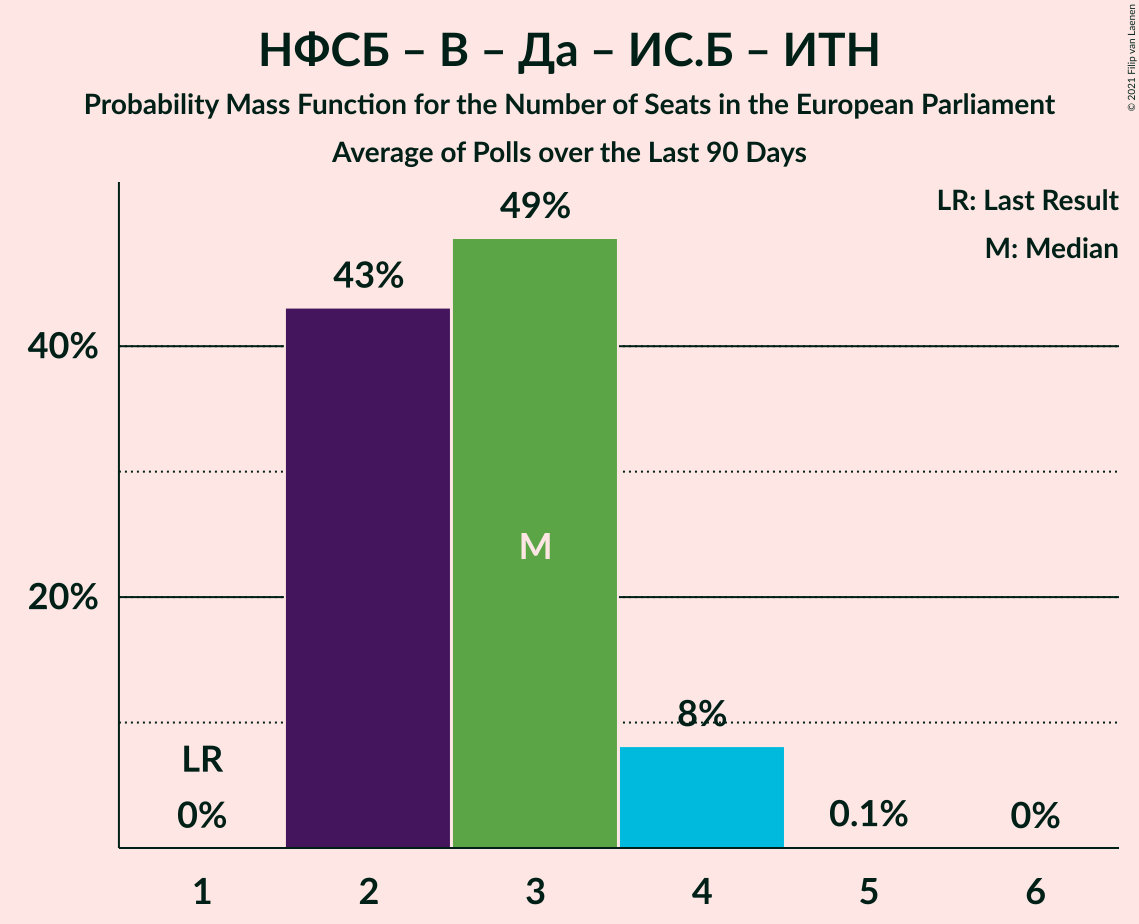 НФСБ – В – Да – ИС.Б – ИТН
Probability Mass Function for the Number of Seats in the European Parliament
Average of Polls over the Last 90 Days
© 2021 Filip van Laenen
LR: Last Result
M: Median
49%
43%
40%
M
20%
8%
LR
0%
0.1%
0%
1 2 3 4 5 6